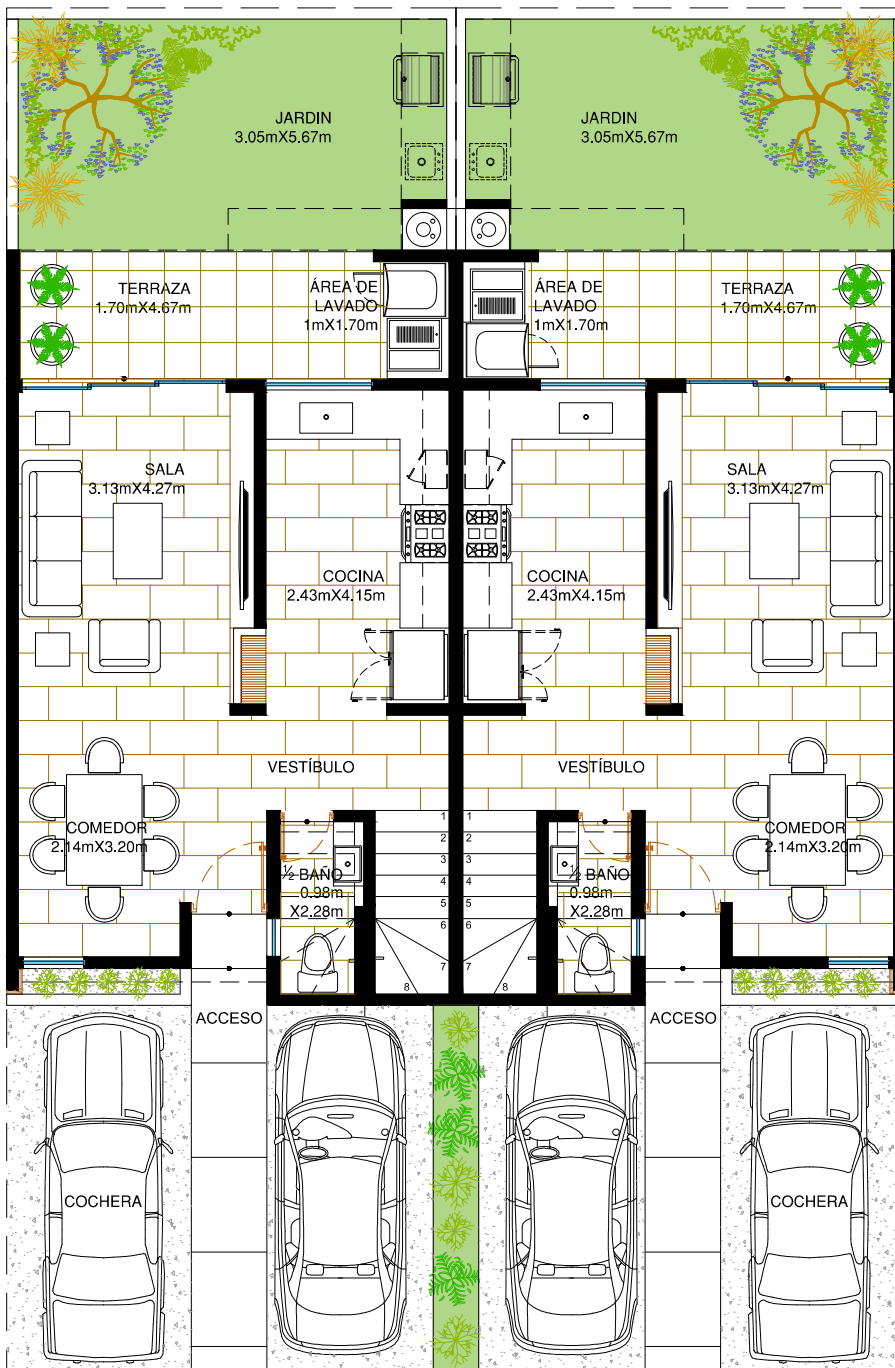 JARDIN
3.05mX5.67m
JARDIN
3.05mX5.67m
TERRAZA
1.70mX4.67m
ÁREA DE
LAVADO
1mX1.70m
ÁREA DE
LAVADO
1mX1.70m
TERRAZA
1.70mX4.67m
SALA
3.13mX4.27m
SALA
3.13mX4.27m
COCINA
2.43mX4.15m
COCINA
2.43mX4.15m
VESTÍBULO
VESTÍBULO
COMEDOR
2.14mX3.20m
COMEDOR
2.14mX3.20m
½ BAÑO
0.98m
X2.28m
1 1
2 2
3 3
4 4
5 5
6 6
7 7
8 8
½ BAÑO
0.98m
X2.28m
ACCESO
ACCESO
COCHERA
COCHERA